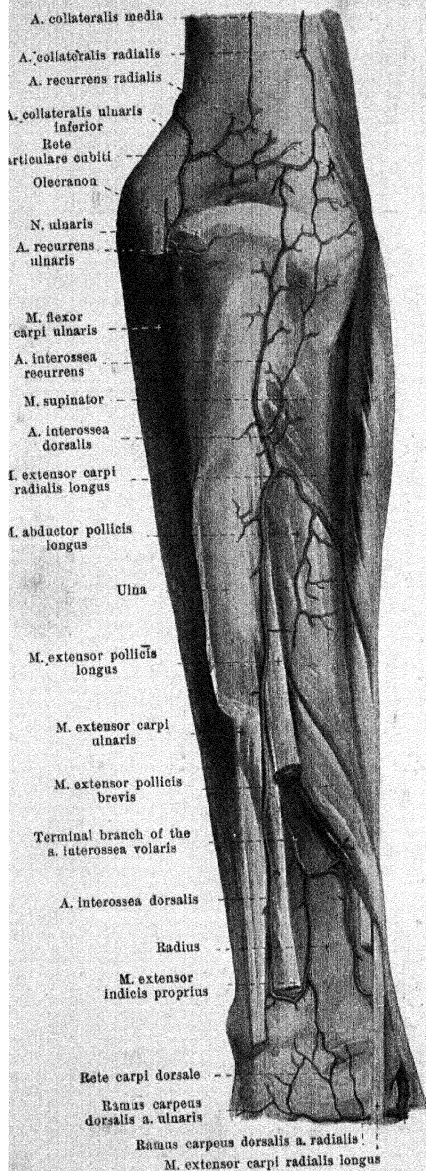 A. collateralis media
A. collateralis radialis
A. recurrens radialis
A. collateralis ulnaris
inferior
Rete
articulare cubiti
Olecranon
N. ulnaris
A. recurrens
ulnaris
M. flexor
carpi ulnaris
A. interossea
recurrens
M. supinator
A. interossea
dorsalis
M. extensor carpi
radialis longus
M. abductor pollicis
longus
Ulna
M. extensor pollicis
longus
M. extensor carpi
ulnaris
M. extensor pollicis
brevis
Terminal branch of the
a. interossea volaris
A. interossea dorsalis
Radius
M. extensor
indicis proprius
Rete carpi dorsale
Ramus carpeus
dorsalis a. ulnaris
Ramus carpeus dorsalis a. radialis
M. extensor carpi radialis longus